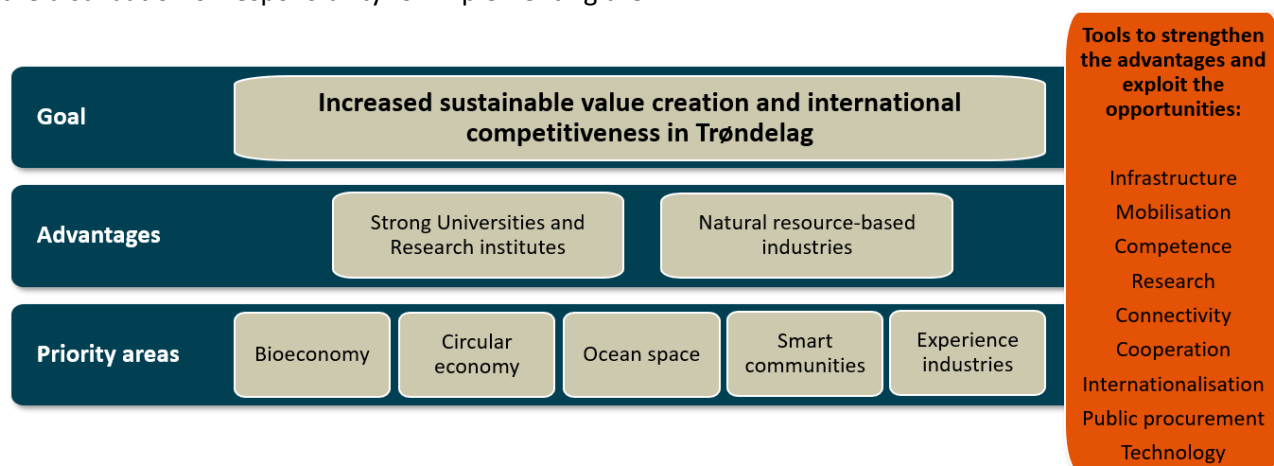 Goal
Increased sustainable value creation and international
competitiveness in Trøndelag
Advantages
Strong Universities and
Research institutes
Natural resource-based
industries
Priority areas
Bioeconomy
Circular
economy
Ocean space
Smart
communities
Experience
industries
Tools to strengthen
the advantages and
exploit the
opportunities:
Infrastructure
Mobilisation
Competence
Research
Connectivity
Cooperation
Internationalisation
Public procurement
Technology